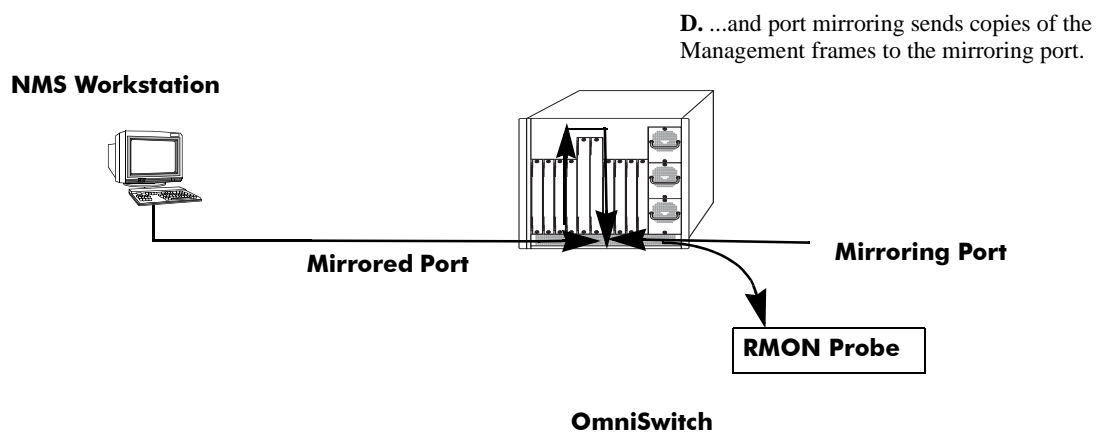 D. ...and port mirroring sends copies of the
Management frames to the mirroring port.
NMS Workstation
Mirrored Port
Mirroring Port
RMON Probe
OmniSwitch